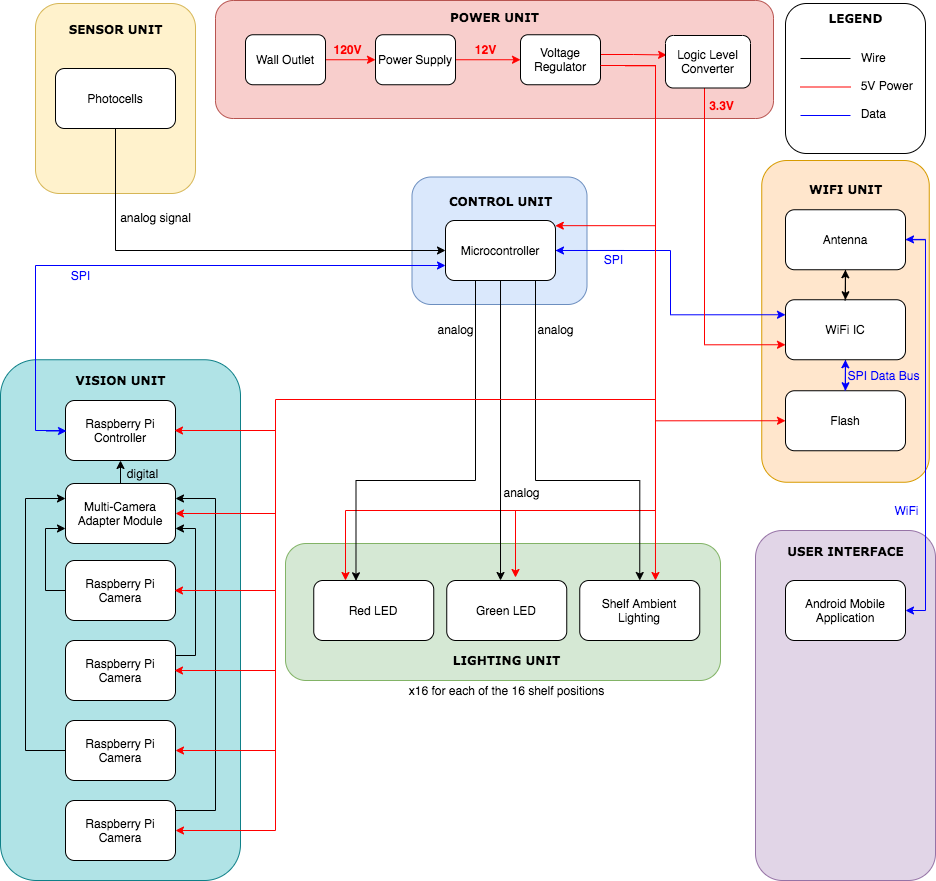 SENSOR UNIT
Photocells
analog signal
POWER UNIT
Wall Outlet
120V
Power Supply
12V
Voltage
Regulator
Logic Level
Converter
3.3V
LEGEND
Wire
5V Power
Data
CONTROL UNIT
Microcontroller
SPI
SPI
analog
analog
analog
WIFI UNIT
Antenna
WiFi IC
SPI Data Bus
Flash
WiFi
VISION UNIT
Raspberry Pi
Controller
digital
Multi-Camera
Adapter Module
Raspberry Pi
Camera
Raspberry Pi
Camera
Raspberry Pi
Camera
Raspberry Pi
Camera
Red LED
Green LED
Shelf Ambient
Lighting
LIGHTING UNIT
x16 for each of the 16 shelf positions
USER INTERFACE
Android Mobile
Application